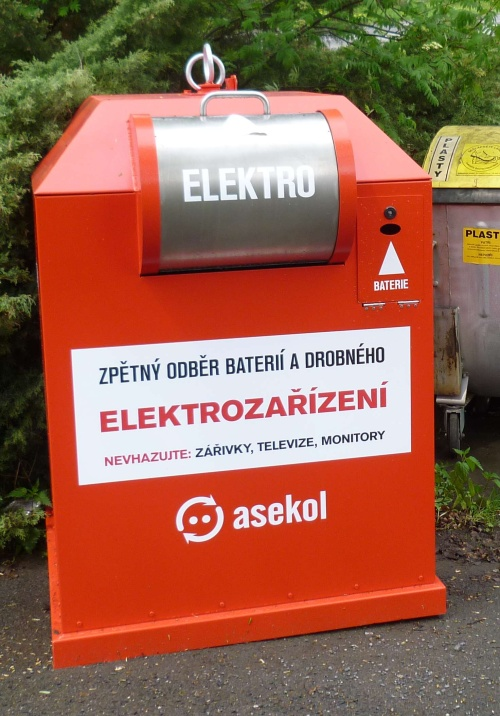 ELEKTRO
BATERIE
ZPĚTNÝ ODBĚR BATERIÍ A DROBNÉHO
ELEKTROZAŘÍZENÍ
NEVHAZUJTE: ZÁŘIVKY, TELEVIZE, MONITORY
asekol
PLASTY
PLAST